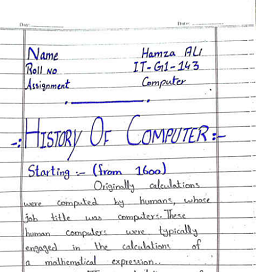 Name Hamza Ali
Roll No IT-G1-143
Assignment Computer
-: HISTORY OF COMPUTER :-
Starting :- (from 1600)
Originally calculations
were computed by humans, whose
job title was computers. These
human computers were typically
engaged in the calculations of
a mathematical expression..